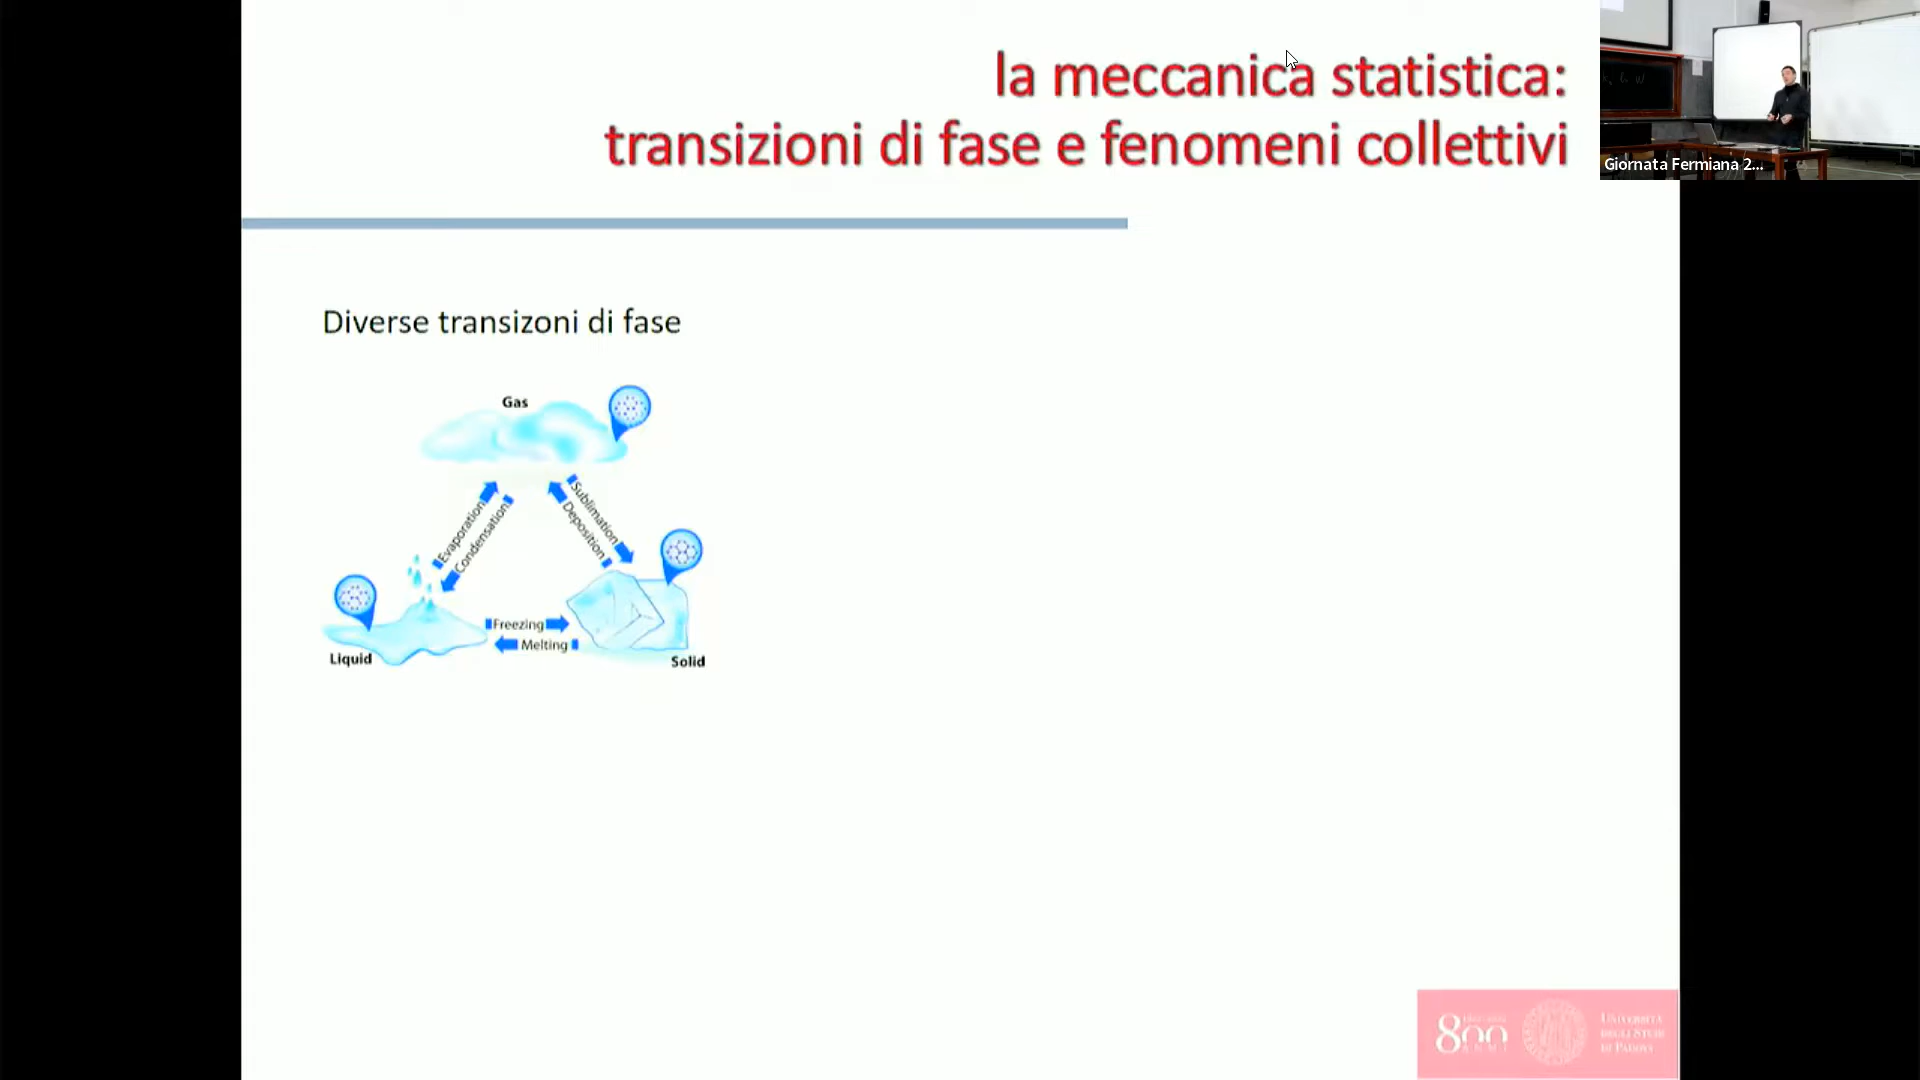 la meccanica statistica:
transizioni di fase e fenomeni collettivi
Giornata Fermiana 2...
Diverse transizoni di fase
Gas
Evaporation
Condensation
Sublimation
Deposition
Freezing
Melting
Liquid
Solid
800
UNIVERSITÀ
DEGLI STUDI
DI PADOVA